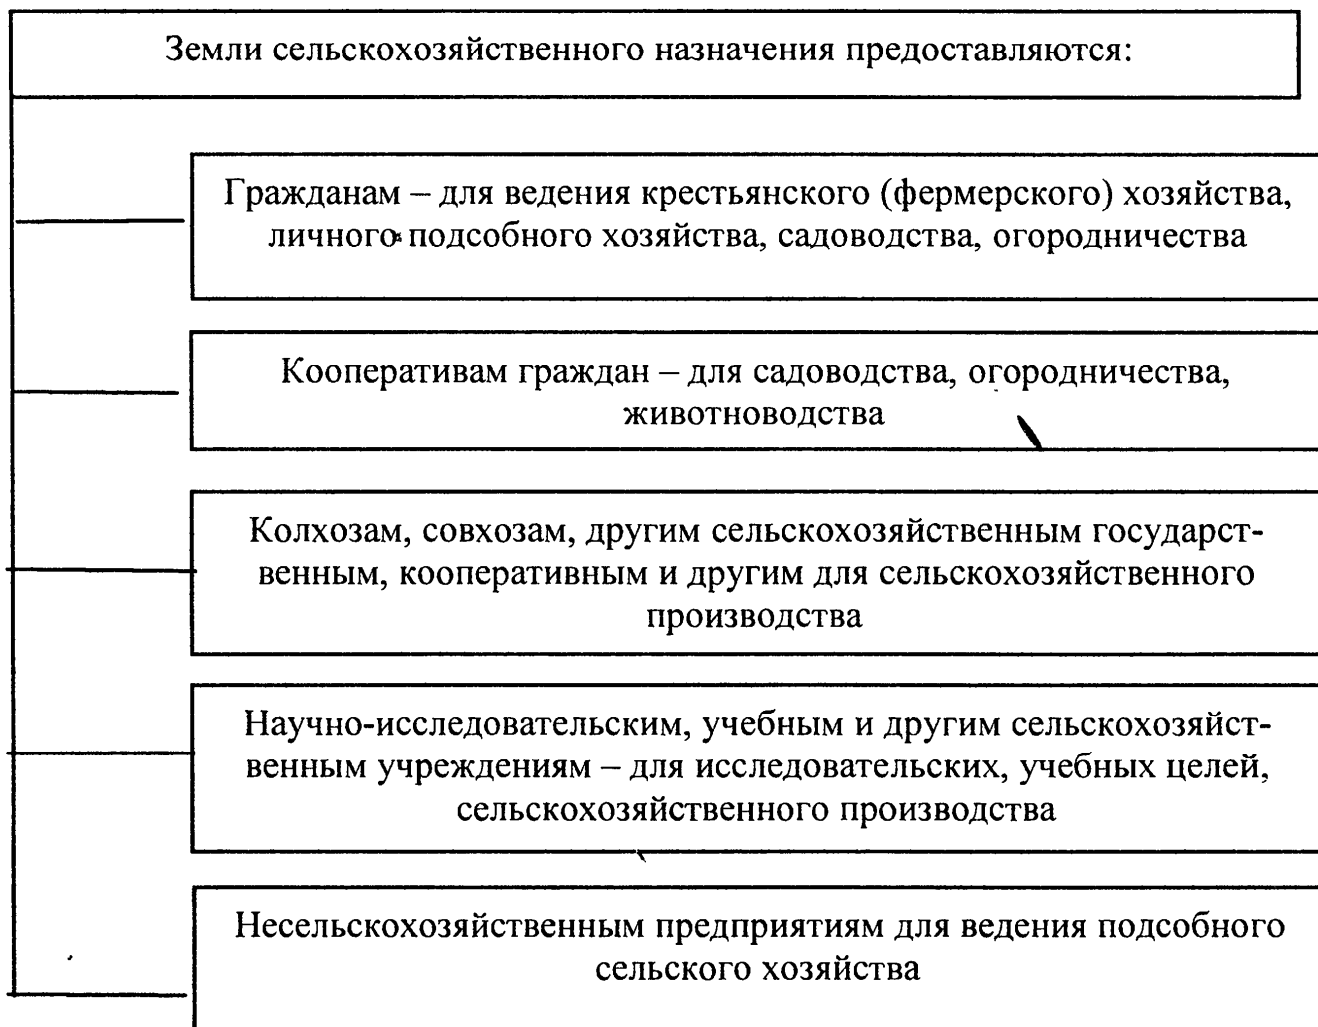 Земли сельскохозяйственного назначения предоставляются:
Гражданам – для ведения крестьянского (фермерского) хозяйства,
личного подсобного хозяйства, садоводства, огородничества
Кооперативам граждан – для садоводства, огородничества,
животноводства
Колхозам, совхозам, другим сельскохозяйственным государст-
венным, кооперативным и другим для сельскохозяйственного
производства
Научно-исследовательским, учебным и другим сельскохозяйст-
венным учреждениям – для исследовательских, учебных целей,
сельскохозяйственного производства
Несельскохозяйственным предприятиям для ведения подсобного
сельского хозяйства